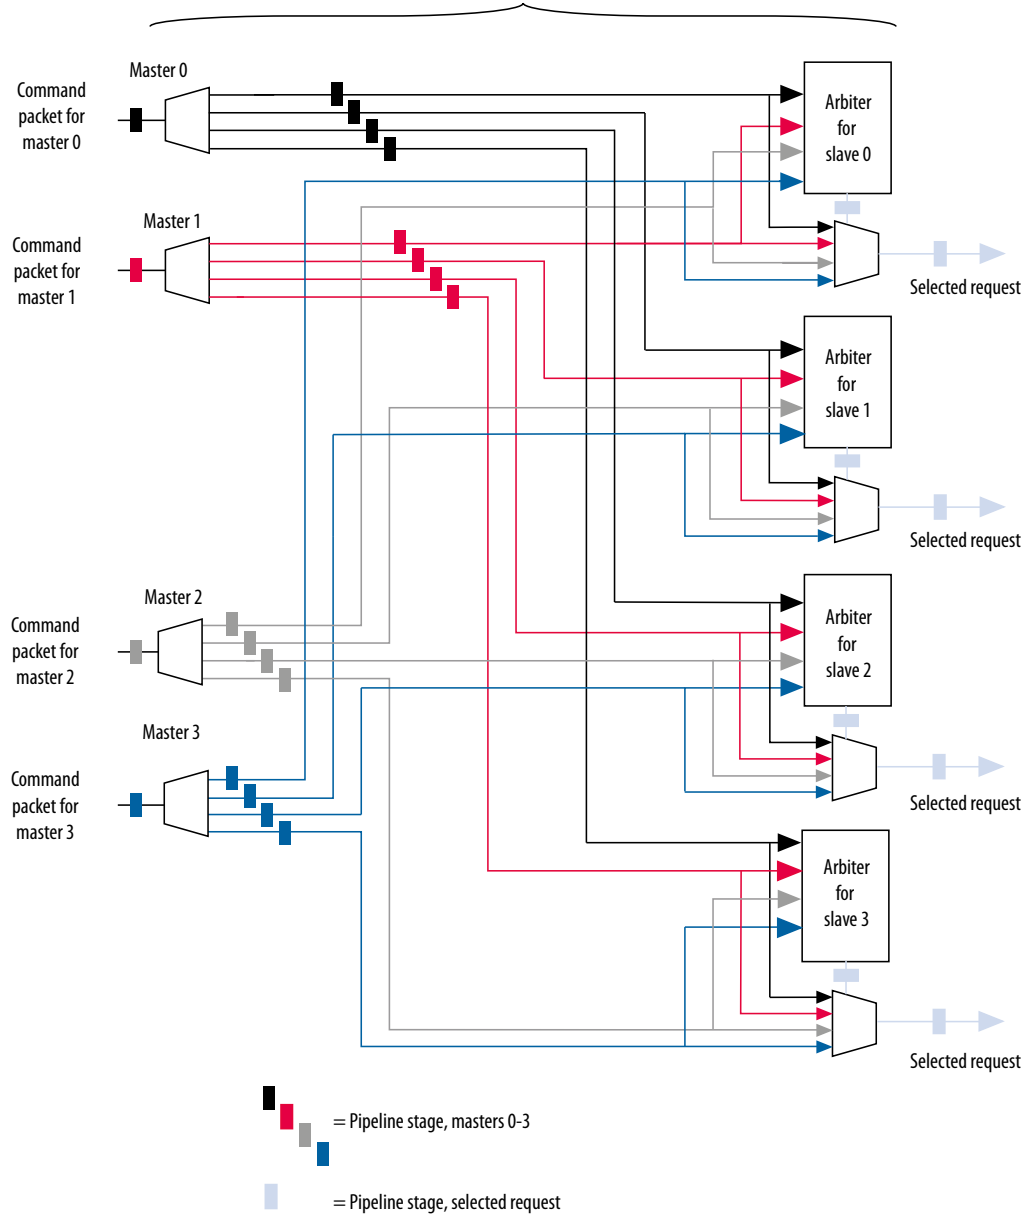 Master 0
Command
packet for
master 0
Arbiter
for
slave 0
Master 1
Command
packet for
master 1
Selected request
Arbiter
for
slave 1
Selected request
Master 2
Command
packet for
master 2
Arbiter
for
slave 2
Master 3
Command
packet for
master 3
Selected request
Arbiter
for
slave 3
Selected request
= Pipeline stage, masters 0-3
= Pipeline stage, selected request